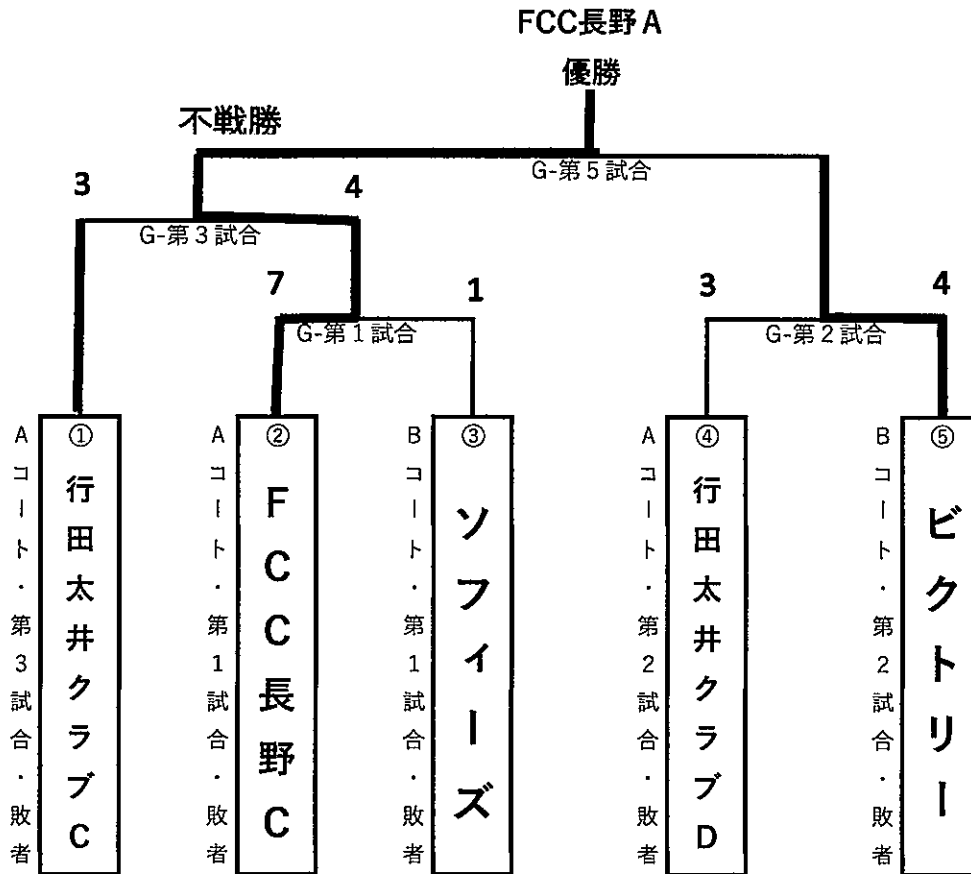 FCC長野A
優勝
不戦勝
G-第5試合
3
4
G-第3試合
7
1
3
4
G-第1試合
G-第2試合
Aコート・第3試合・敗者
①行田太井クラブC
Aコート・第1試合・敗者
②FCC長野C
Bコート・第1試合・敗者
③ソフィーズ
Aコート・第2試合・敗者
④行田太井クラブD
Bコート・第2試合・敗者
⑤ビクトリー